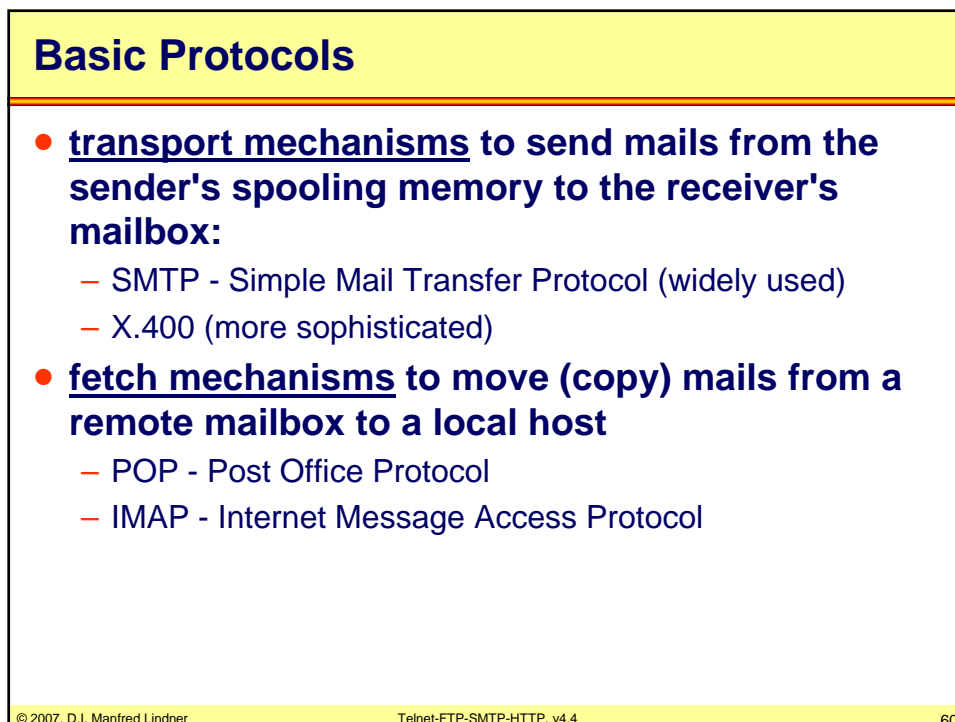 Basic Protocols
• transport mechanisms to send mails from the
sender's spooling memory to the receiver's
mailbox:
– SMTP - Simple Mail Transfer Protocol (widely used)
– X.400 (more sophisticated)
• fetch mechanisms to move (copy) mails from a
remote mailbox to a local host
– POP - Post Office Protocol
– IMAP - Internet Message Access Protocol
© 2007, D.I. Manfred Lindner Telnet-FTP-SMTP-HTTP, v4.4 60